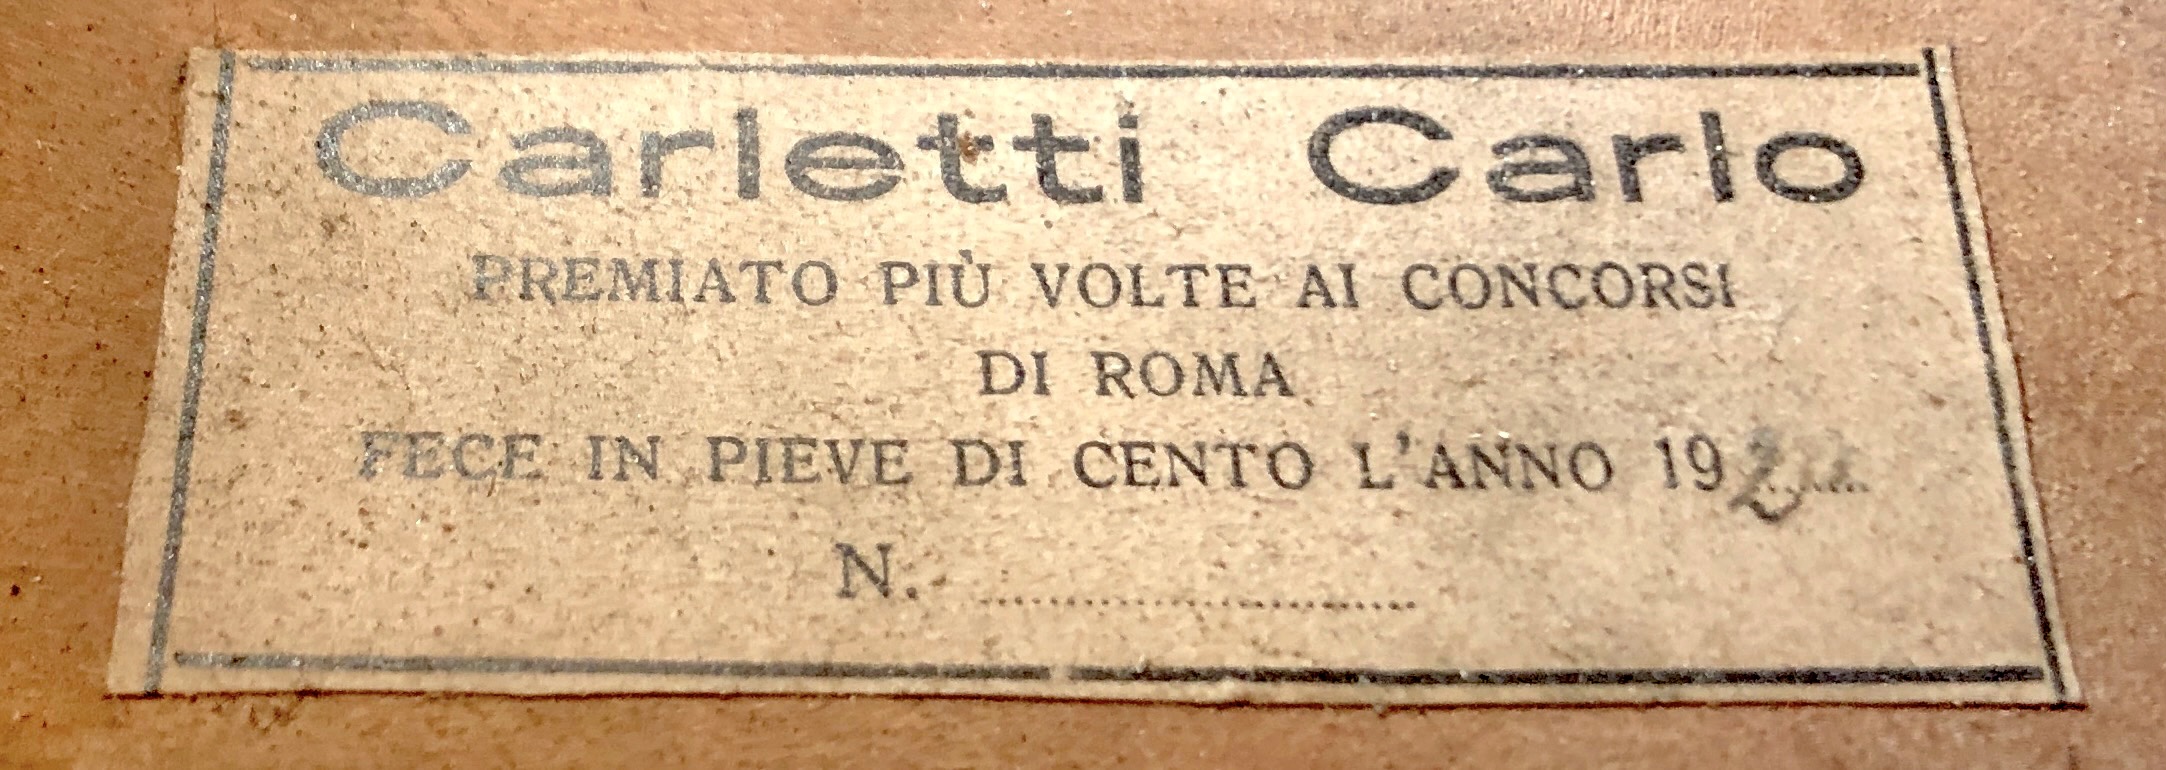 Carletti Carlo
PREMIATO PIÙ VOLTE AI CONCORSI
DI ROMA
FECE IN PIEVE DI CENTO L'ANNO 19
N. ....................